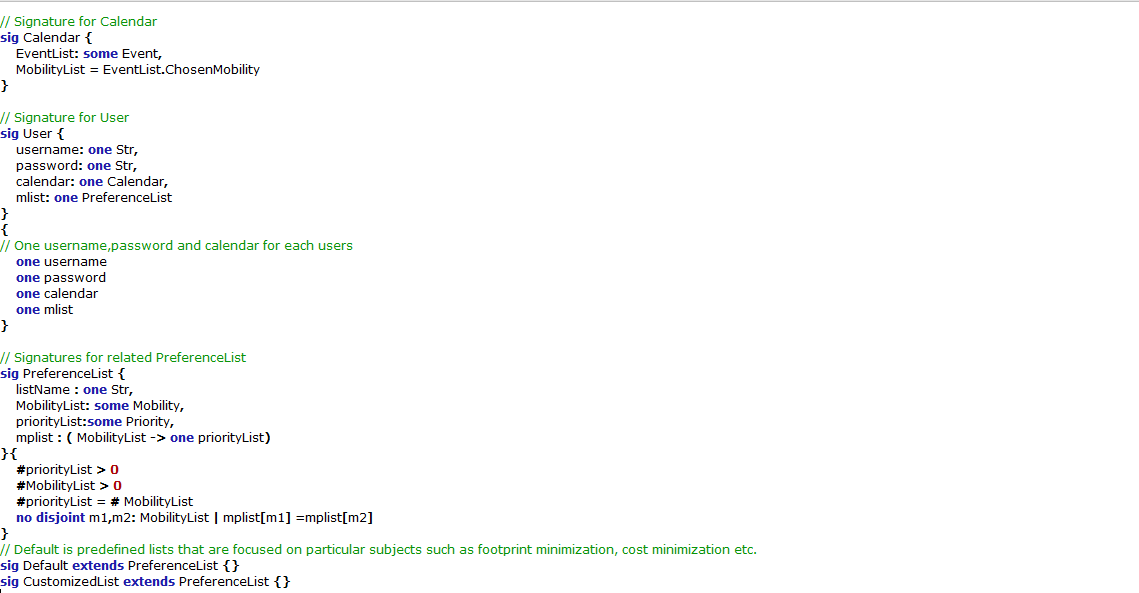 // Signature for Calendar
sig Calendar {
EventList: some Event,
MobilityList = EventList.ChosenMobility
}
// Signature for User
sig User {
username: one Str,
password: one Str,
calendar: one Calendar,
mlist: one PreferenceList
}
{
// One username,password and calendar for each users
one username
one password
one calendar
one mlist
}
// Signatures for related PreferenceList
sig PreferenceList {
listName : one Str,
MobilityList: some Mobility,
priorityList:some Priority,
mplist : ( MobilityList -> one priorityList)
}{
#priorityList > 0
#MobilityList > 0
#priorityList = # MobilityList
no disjoint m1,m2: MobilityList | mplist[m1] =mplist[m2]
}
// Default is predefined lists that are focused on particular subjects such as footprint minimization, cost minimization etc.
sig Default extends PreferenceList {}
sig CustomizedList extends PreferenceList {}